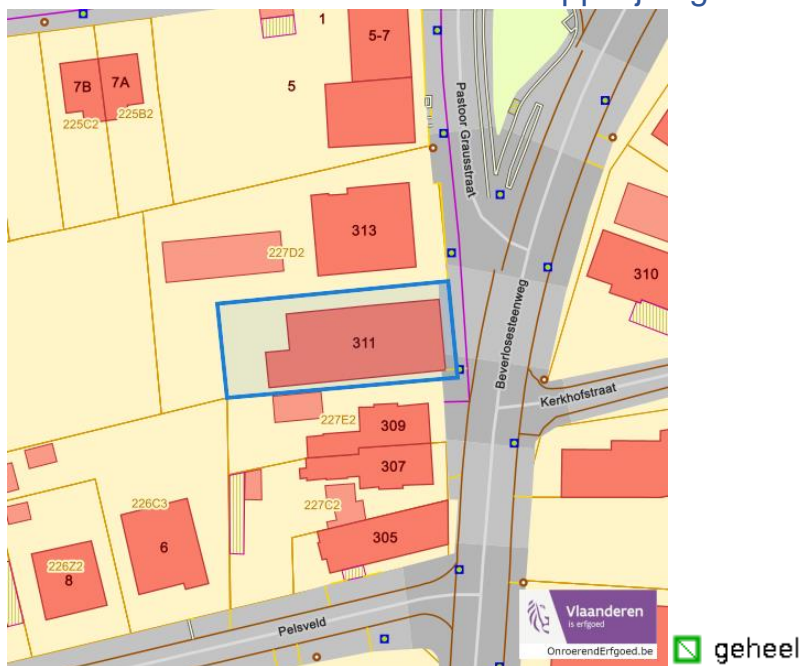 1
5-7
7B
7A
5
225C2
225B2
Pastoor Grausstraat
313
227D2
310
311
Beverlosesteenweg
Kerkhofstraat
309
227E2
307
226C3
227C2
305
6
226Z2
8
Pelsveld
Vlaanderen
is erfgoed
OnroerendErfgoed.be
geheel